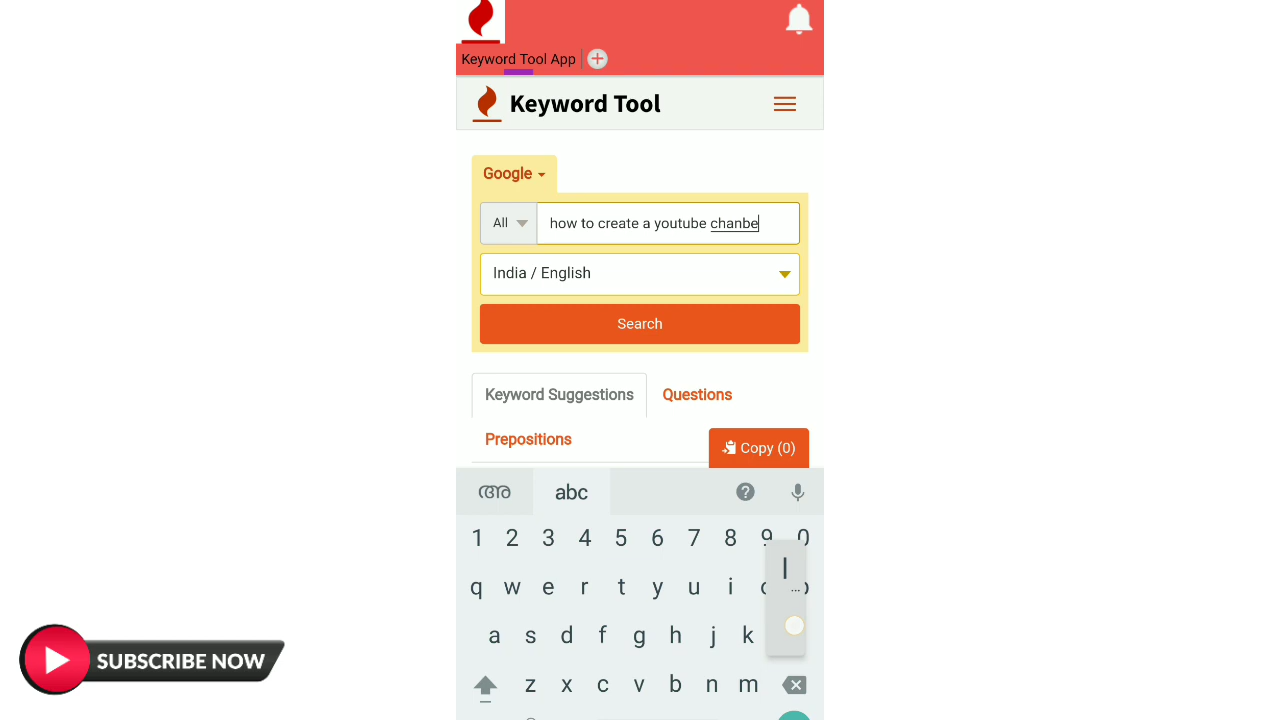 Keyword Tool App
Keyword Tool
Google
All how to create a youtube chanbe
India / English
Search
Keyword Suggestions Questions
Prepositions Copy (0)
അ abc ?
1 2 3 4 5 6 7 8 9 0
q w e r t y u i o p
l
...
a s d f g h j k
z x c v b n m
SUBSCRIBE NOW